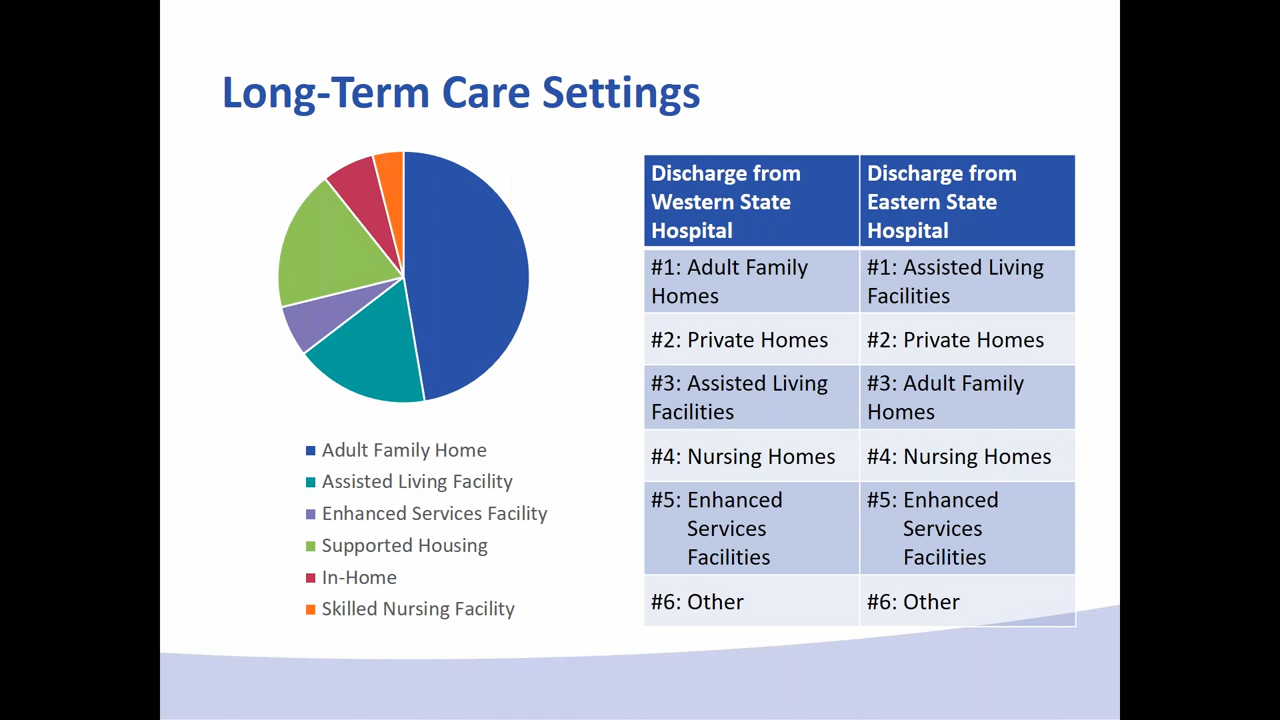 Long-Term Care Settings
Adult Family Home
Assisted Living Facility
Enhanced Services Facility
Supported Housing
In-Home
Skilled Nursing Facility
Discharge from
Western State
Hospital
Discharge from
Eastern State
Hospital
#1: Adult Family
Homes
#1: Assisted Living
Facilities
#2: Private Homes
#2: Private Homes
#3: Assisted Living
Facilities
#3: Adult Family
Homes
#4: Nursing Homes
#4: Nursing Homes
#5: Enhanced
Services
Facilities
#5: Enhanced
Services
Facilities
#6: Other
#6: Other